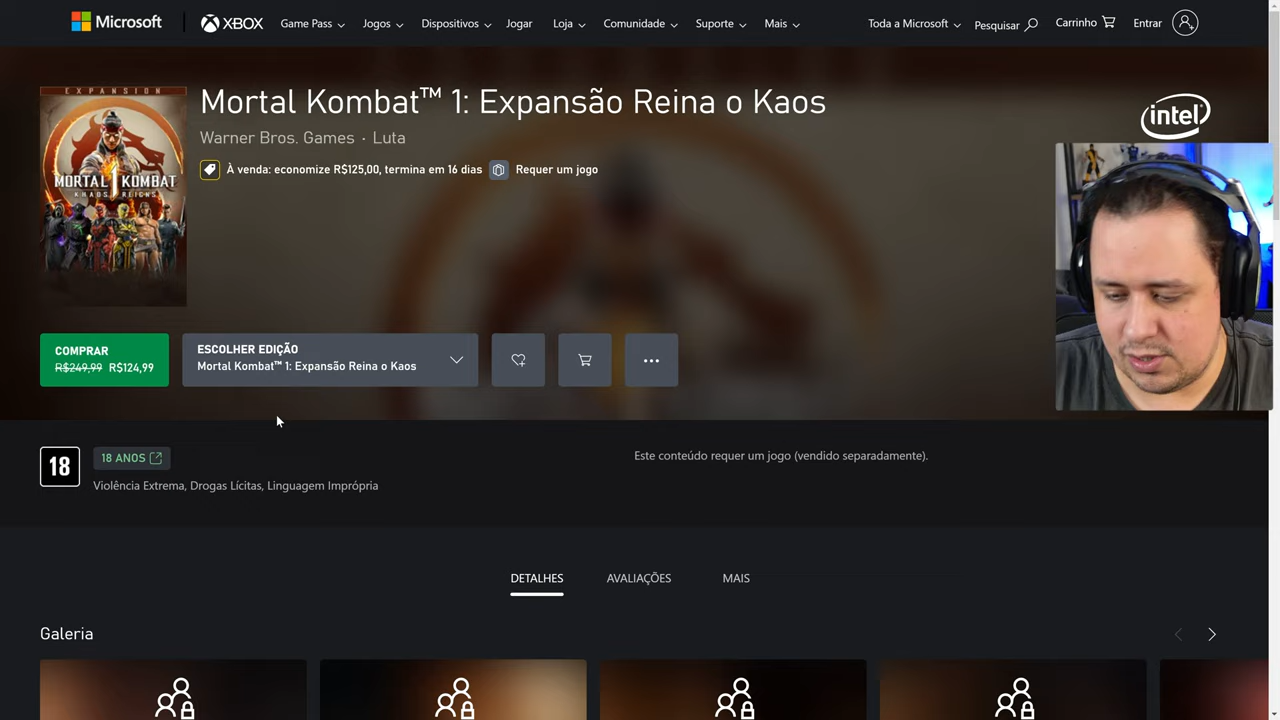 Microsoft
XBOX
Game Pass
Jogos
Dispositivos
Jogar
Loja
Comunidade
Suporte
Mais
Toda a Microsoft
Pesquisar
Carrinho
Entrar
EXPANSION
MORTAL KOMBAT 1
KHAOS REIGNS
Mortal Kombat™ 1: Expansão Reina o Kaos
Warner Bros. Games · Luta
À venda: economize R$125,00, termina em 16 dias
Requer um jogo
intel
COMPRAR
R$249,99 R$124,99
ESCOLHER EDIÇÃO
Mortal Kombat™ 1: Expansão Reina o Kaos
18
18 ANOS
Violência Extrema, Drogas Lícitas, Linguagem Imprópria
Este conteúdo requer um jogo (vendido separadamente).
DETALHES
AVALIAÇÕES
MAIS
Galeria